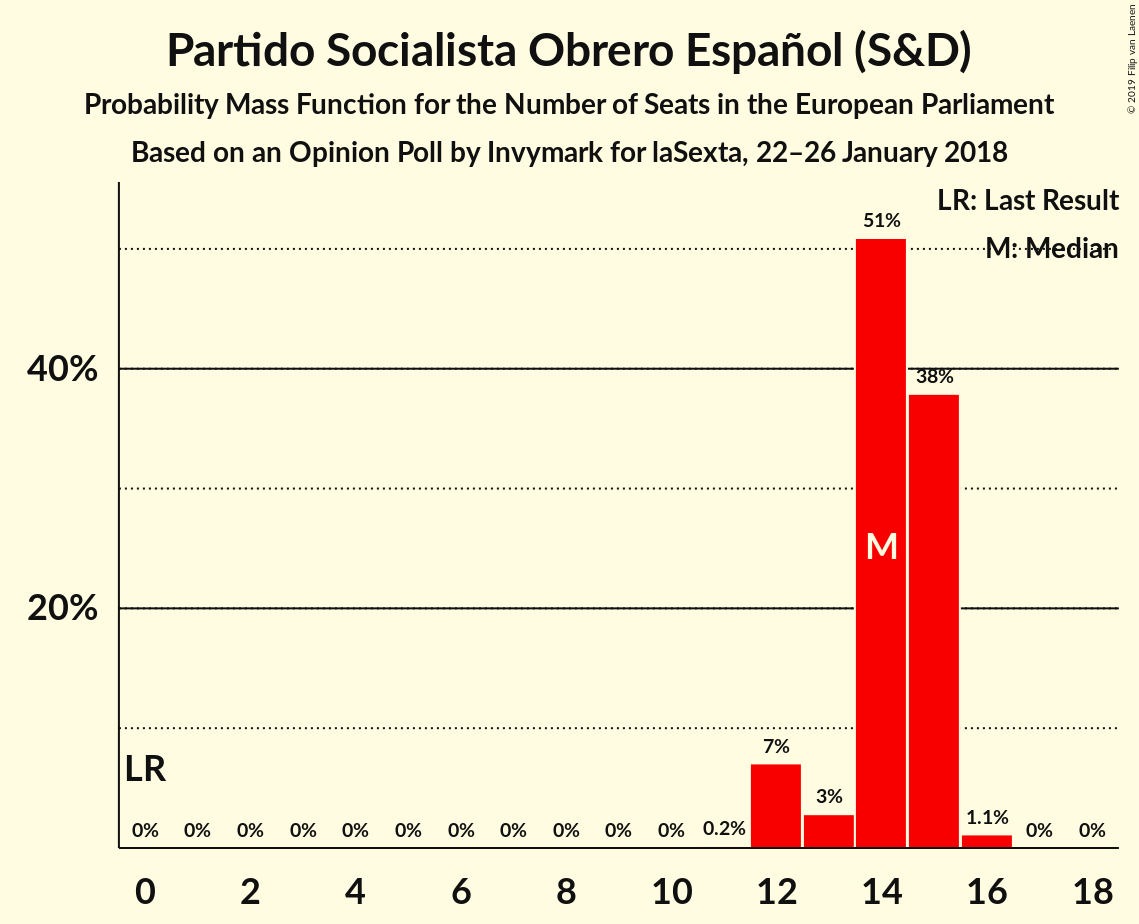 Partido Socialista Obrero Español (S&D)
Probability Mass Function for the Number of Seats in the European Parliament
Based on an Opinion Poll by Invymark for laSexta, 22–26 January 2018
© 2019 Filip van Laenen
LR: Last Result
M: Median
51%
40%
38%
M
20%
LR
7%
3%
0% 0% 0% 0% 0% 0% 0% 0% 0% 0% 0% 0.2% 1.1% 0% 0%
0 2 4 6 8 10 12 14 16 18